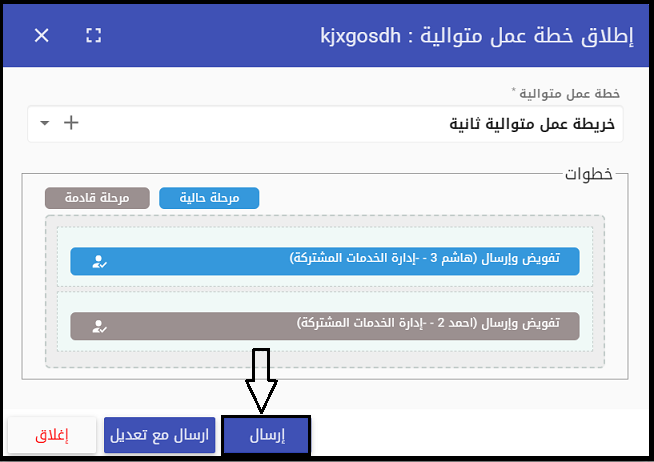 إطلاق خطة عمل متوالية : kjxgosdh
خطة عمل متوالية *
خريطة عمل متوالية ثانية
خطوات
مرحلة حالية
مرحلة قادمة
تفويض وإرسال (هاشم 3 - -إدارة الخدمات المشتركة)
تفويض وإرسال (احمد 2 - -إدارة الخدمات المشتركة)
إرسال
ارسال مع تعديل
إغلاق